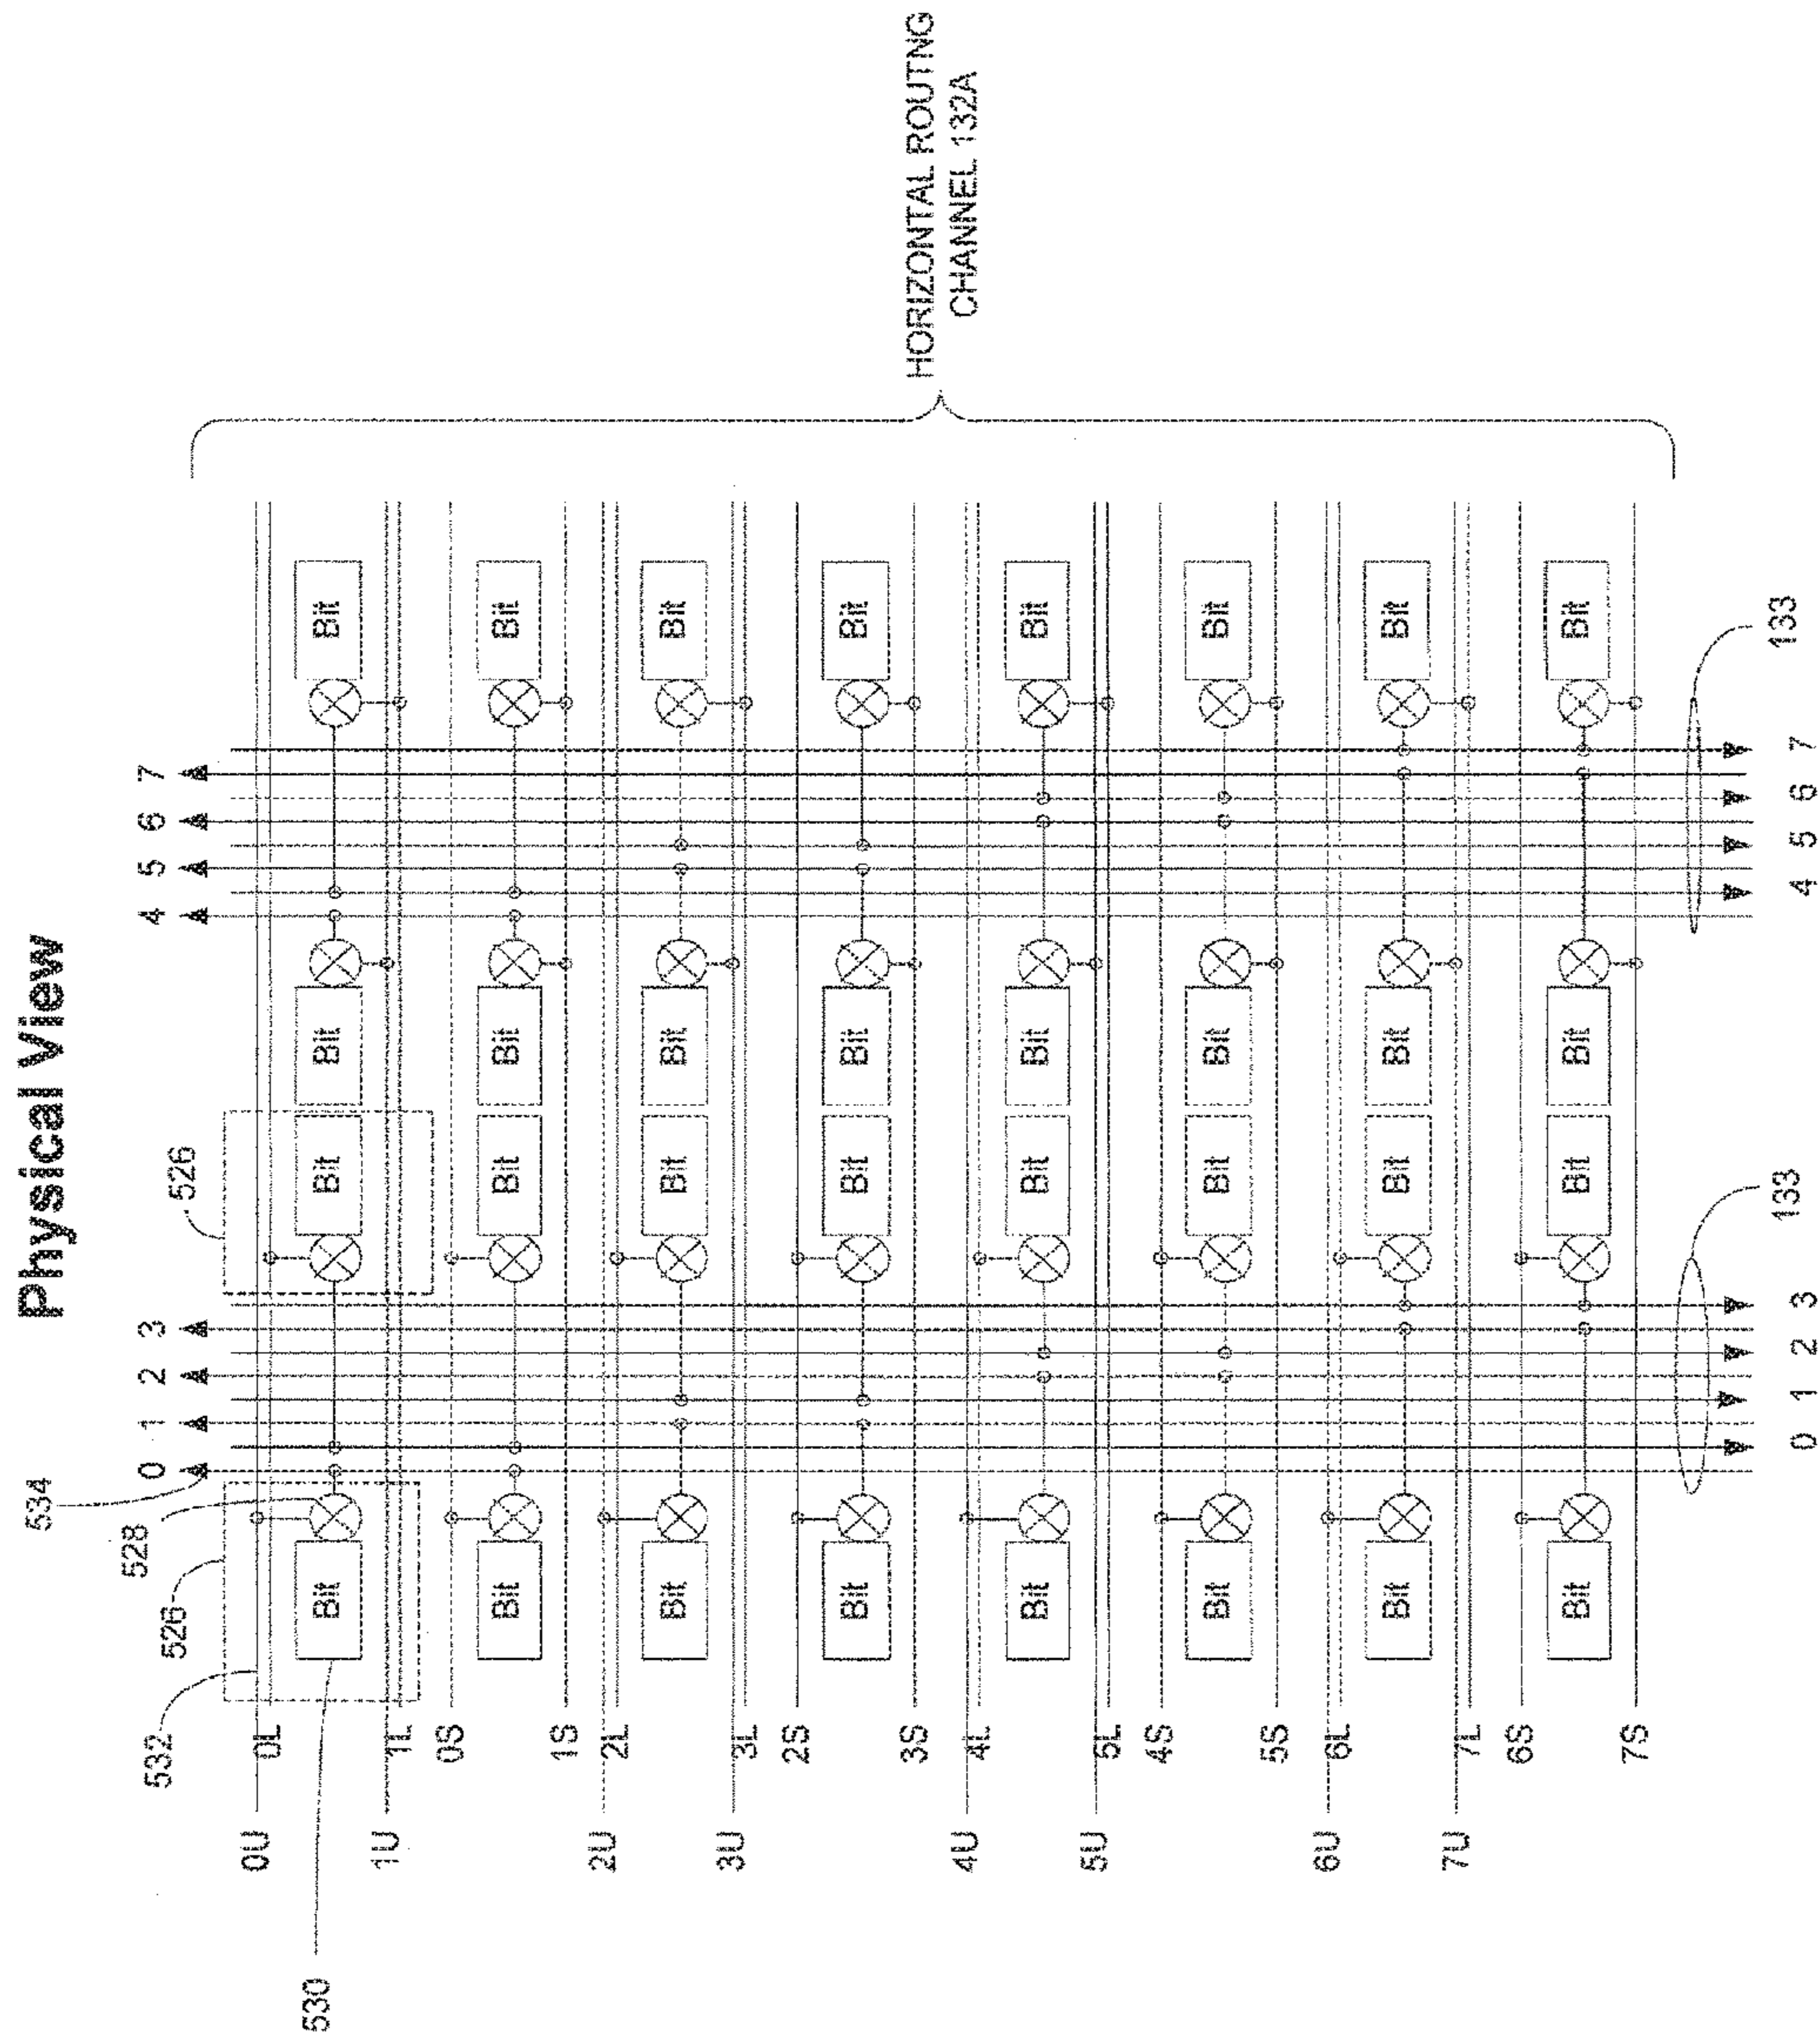 Physical View
534
528
532
0 1 2 3 4 5 6 7
526
526
0U 0L
530
Bit Bit Bit Bit
1U 1L
0S
Bit Bit Bit Bit
1S
2U 2L
Bit Bit Bit Bit
3U 3L
2S
Bit Bit Bit Bit
3S
HORIZONTAL ROUTNG
CHANNEL 132A
4U 4L
Bit Bit Bit Bit
5U 5L
4S
Bit Bit Bit Bit
5S
6U 6L
Bit Bit Bit Bit
7U 7L
6S
Bit Bit Bit Bit
7S
133
133
0 1 2 3 4 5 6 7